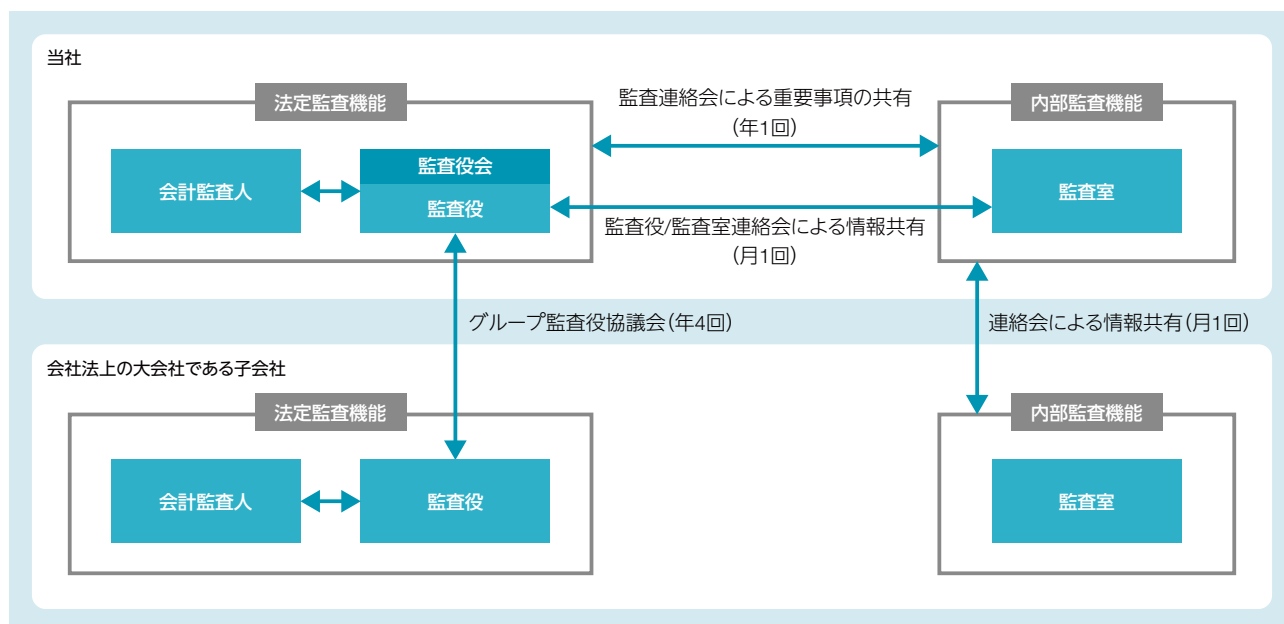 当社
法定監査機能
監査連絡会による重要事項の共有
（年1回）
内部監査機能
会計監査人
監査役会
監査役
監査室
監査役/監査室連絡会による情報共有
（月1回）
グループ監査役協議会（年4回）
連絡会による情報共有（月1回）
会社法上の大会社である子会社
法定監査機能
内部監査機能
会計監査人
監査役
監査室